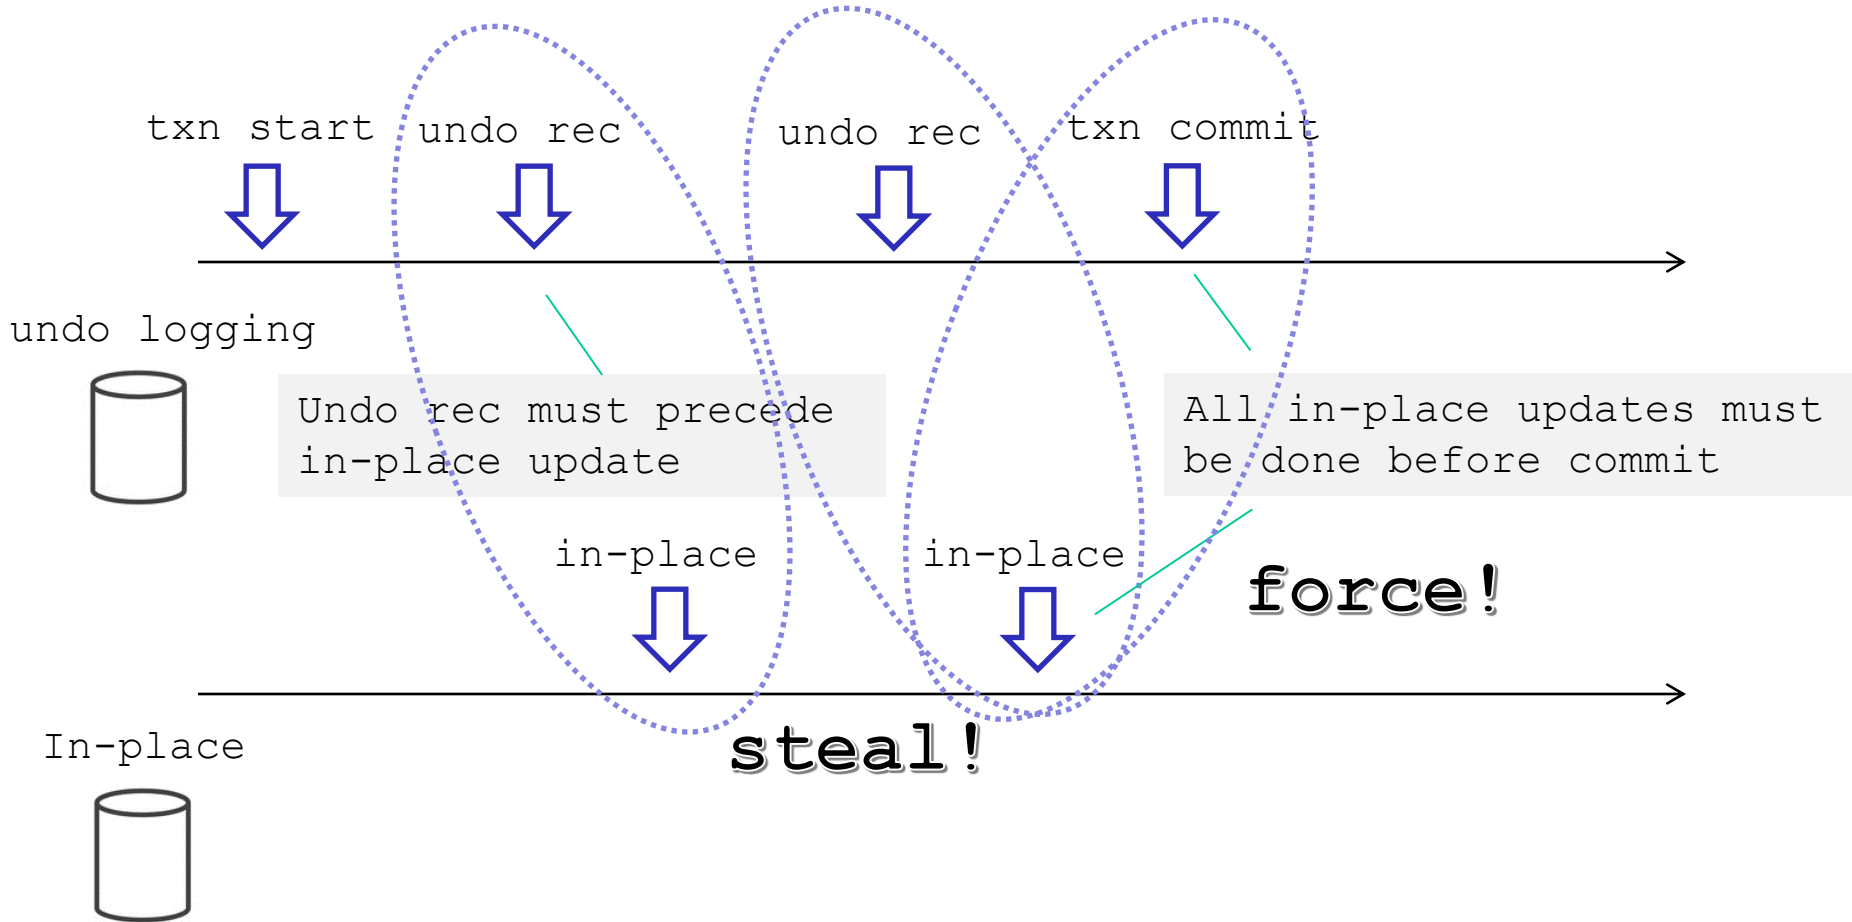 txn start
undo rec
undo rec
txn commit
undo logging
Undo rec must precede
in-place update
All in-place updates must
be done before commit
in-place
in-place
force!
steal!
In-place